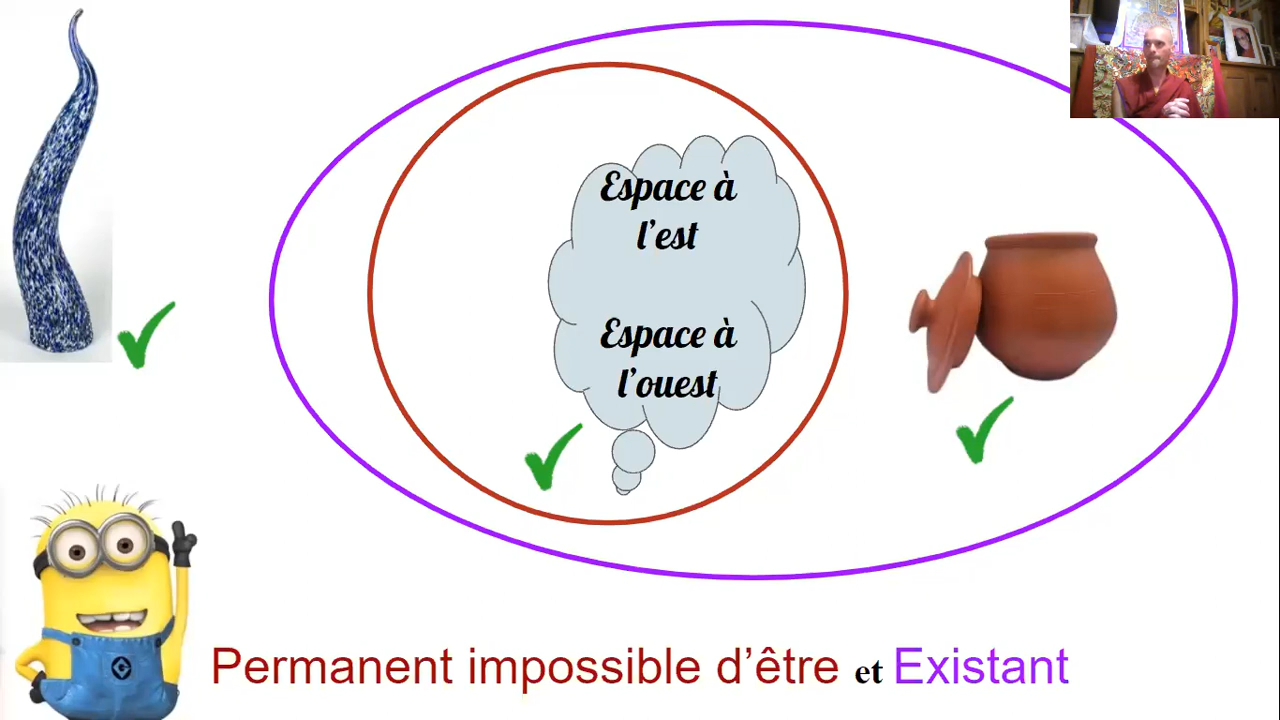 Espace à
l'est
Espace à
l'ouest
Permanent impossible d'être et Existant